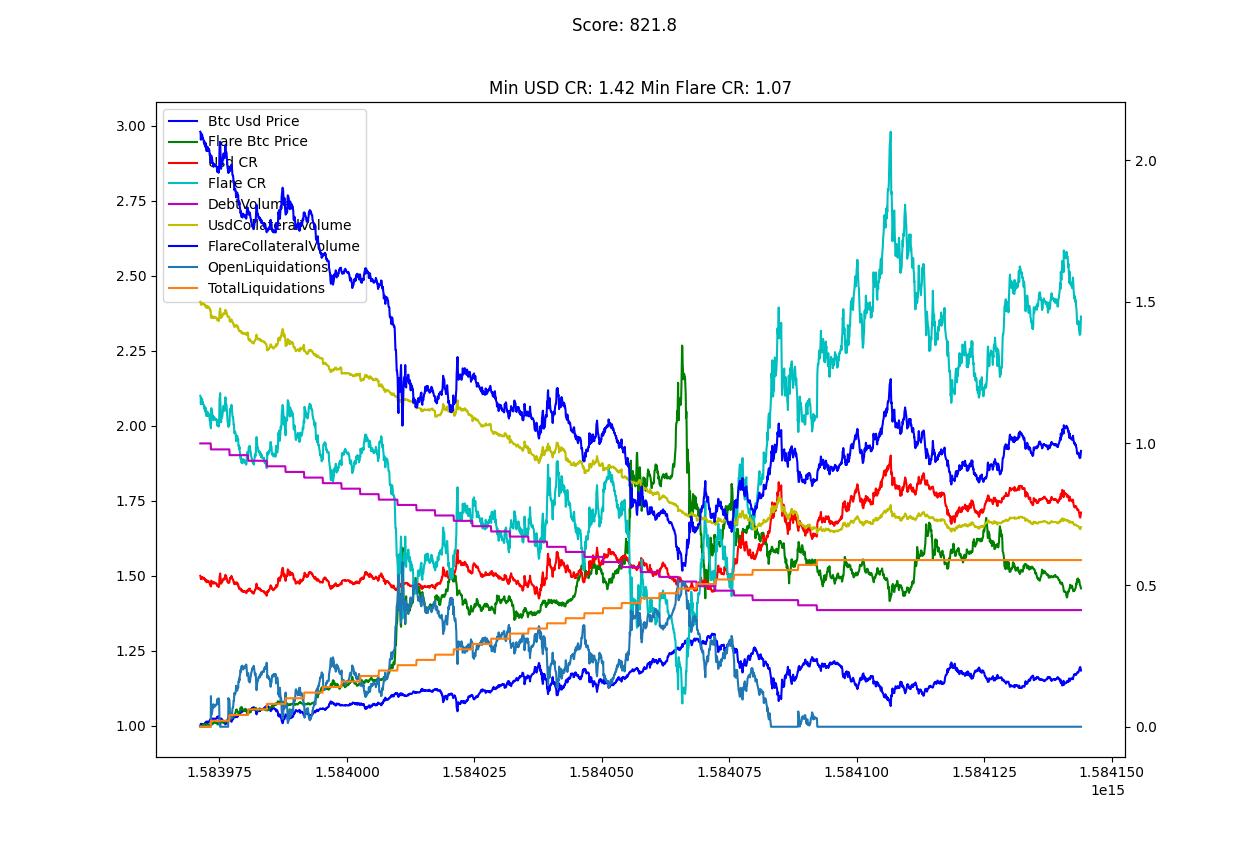 Score: 821.8
Min USD CR: 1.42 Min Flare CR: 1.07
Btc Usd Price
Flare Btc Price
Usd CR
Flare CR
DebtVolume
UsdCollateralVolume
FlareCollateralVolume
OpenLiquidations
TotalLiquidations
3.00
2.75
2.50
2.25
2.00
1.75
1.50
1.25
1.00
2.0
1.5
1.0
0.5
0.0
1.583975 1.584000 1.584025 1.584050 1.584075 1.584100 1.584125 1.584150
1e15